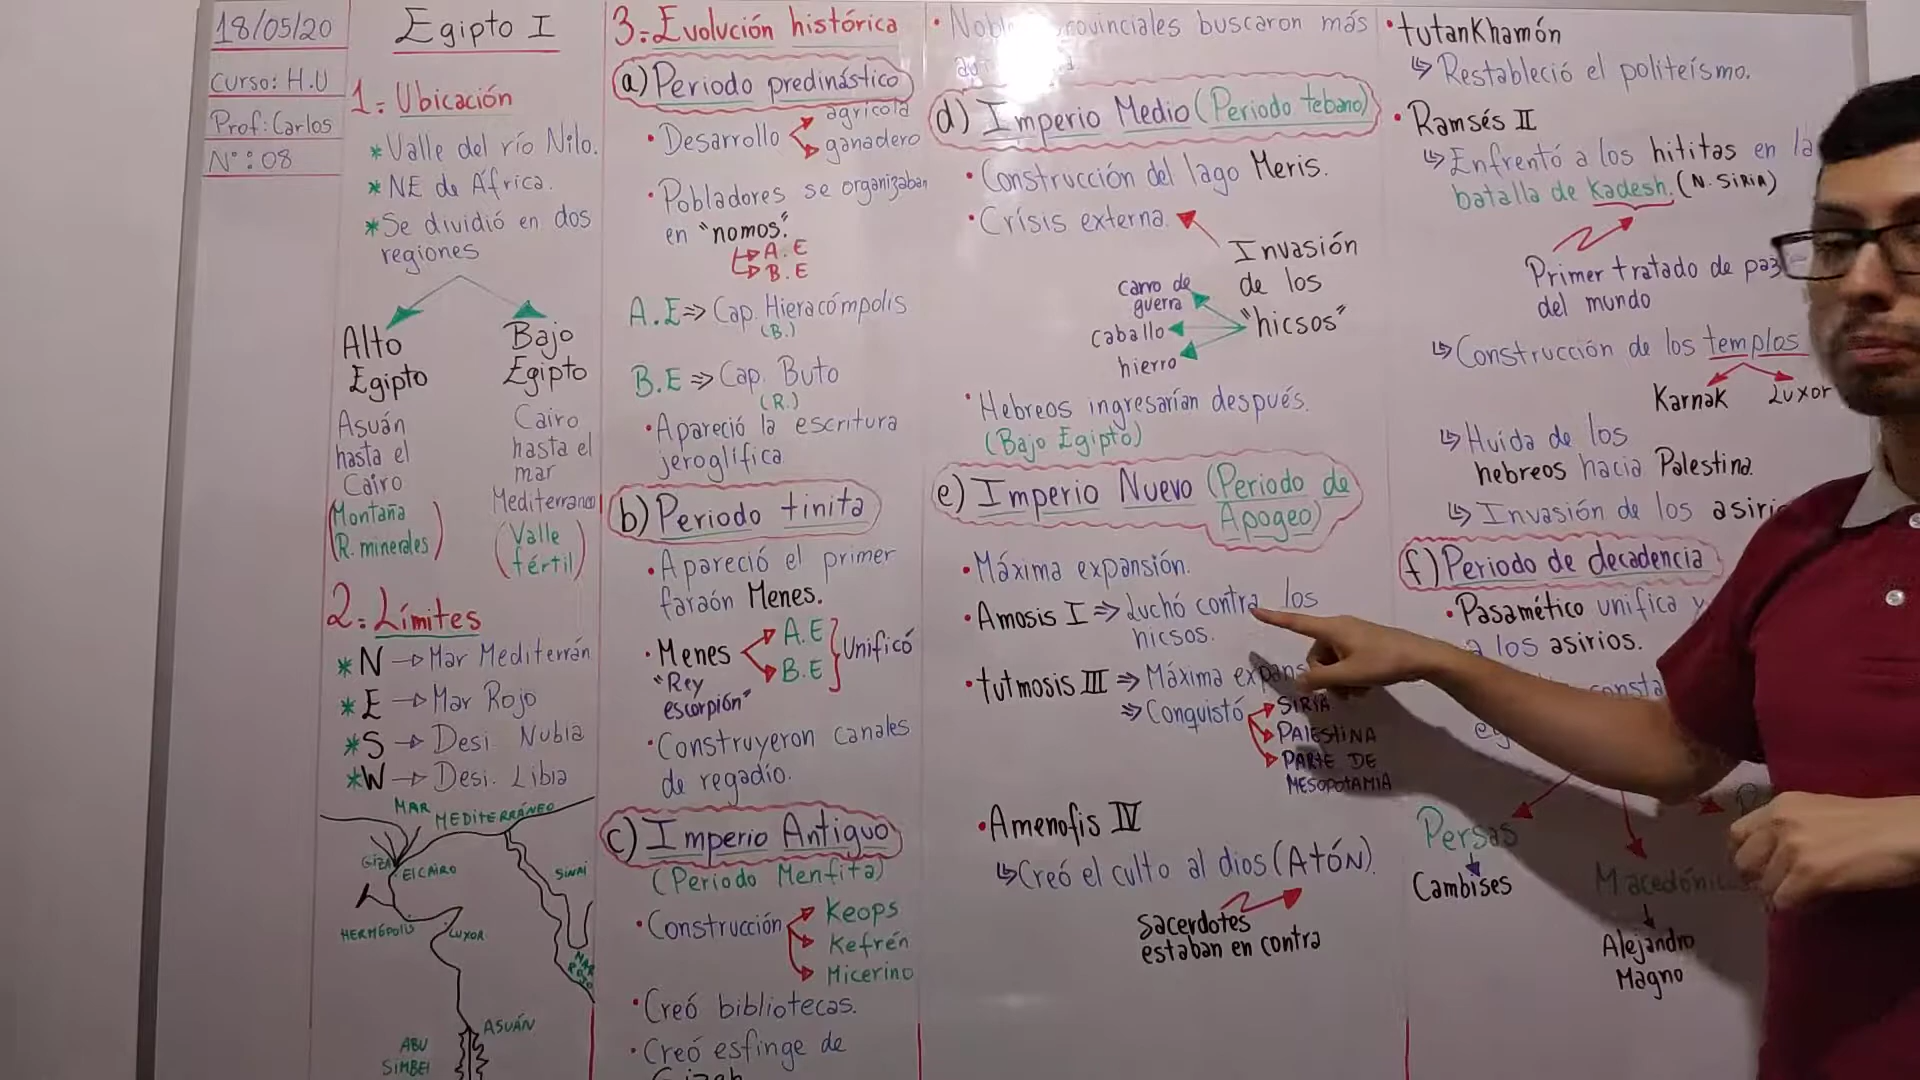 18/05/20
Curso: H.U
Prof: Carlos
N°: 08
Egipto I
1.- Ubicación
* Valle del río Nilo.
* NE de África.
* Se dividió en dos
regiones
Alto
Egipto
Asuán
hasta el
Cairo
(Montaña
R. minerales)
Bajo
Egipto
Cairo
hasta el
mar
Mediterraneo
(Valle
fértil)
2.- Límites
* N → Mar Mediterrán
* E → Mar Rojo
* S → Desi. Nubia
* W → Desi. Libia
MAR MEDITERRÁNEO
GIZA
El CAIRO
SINAÍ
HERMÓPOLIS
LUXOR
MAR
ROJO
ASUÁN
ABU
SIMBEl
3.- Evolución histórica
a) Periodo predinástico
• Desarrollo
agrícola
ganadero
• Pobladores se organizaban
en "nomos."
A.E
B.E
A.E ⇒ Cap. Hieracómpolis
(B.)
B.E ⇒ Cap. Buto
(R.)
• Apareció la escritura
jeroglífica
b) Periodo tinita
• Apareció el primer
faraón Menes.
• Menes
A.E
B.E
Unificó
"Rey
escorpión"
• Construyeron canales
de regadío.
c) Imperio Antiguo
(Periodo Menfita)
• Construcción
Keops
Kefrén
Micerino
• Creó bibliotecas.
• Creó esfinge de
Gizeh
• provinciales buscaron más
d) Imperio Medio (Periodo tebano)
• Construcción del lago Meris.
• Crísis externa.
Invasión
de los
"hicsos"
carro de
guerra
caballo
hierro
• Hebreos ingresarían después.
(Bajo Egipto)
e) Imperio Nuevo (Periodo de
Apogeo)
• Máxima expansión.
• Amosis I ⇒ Luchó contra los
hicsos.
• tutmosis III ⇒ Máxima expans
⇒ Conquistó
SIRIA
PALESTINA
PARTE DE
MESOPOTAMIA
• Amenofis IV
↳ Creó el culto al dios (ATÓN).
Sacerdotes
estaban en contra
• tutanKhamón
↳ Restableció el politeísmo.
• Ramsés II
↳ Enfrentó a los hititas en la
batalla de Kadesh. (N. SIRIA)
Primer tratado de paz
del mundo
↳ Construcción de los templos
Karnak
Luxor
↳ Huida de los
hebreos hacia Palestina.
↳ Invasión de los asiri
f) Periodo de decadencia
• Pasamético unifica y
a los asirios.
consta
Persas
Cambises
Macedónic
Alejandro
Magno